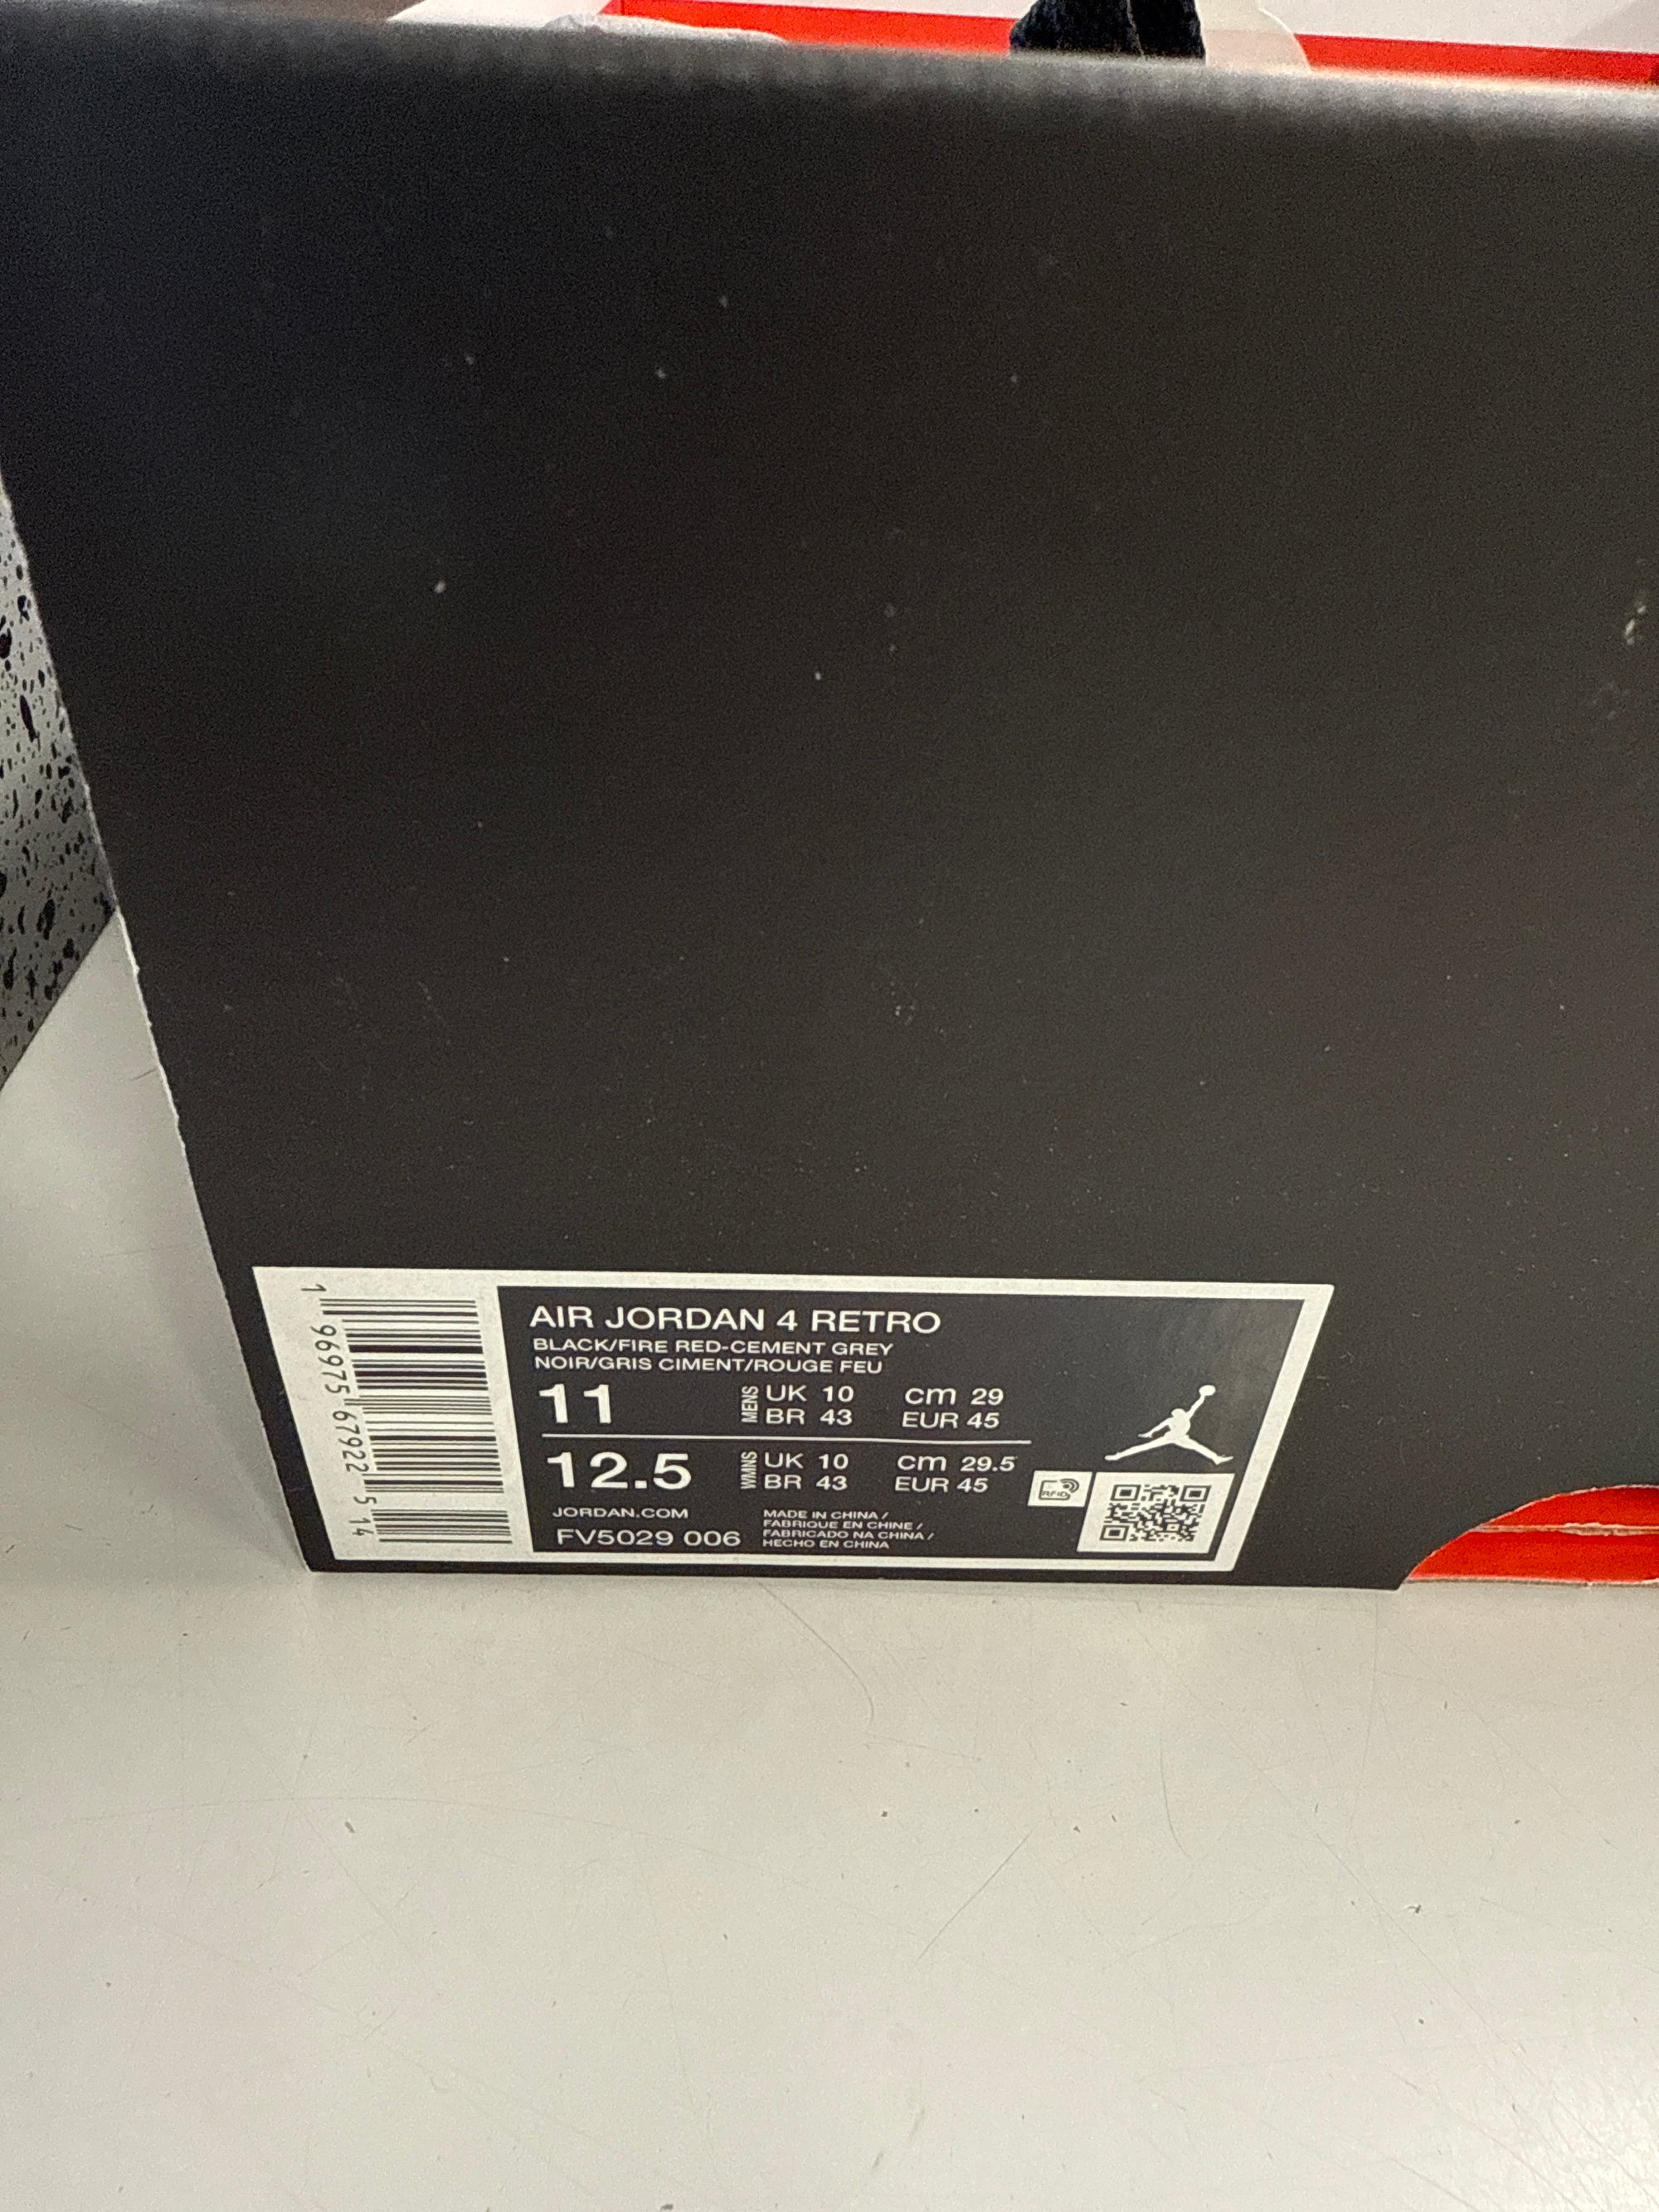 AIR JORDAN 4 RETRO
BLACK/FIRE RED-CEMENT GREY
NOIR/GRIS CIMENT/ROUGE FEU
11 MENS UK 10 cm 29
BR 43 EUR 45
12.5 WMNS UK 10 cm 29.5
BR 43 EUR 45
JORDAN.COM
FV5029 006
MADE IN CHINA /
FABRIQUE EN CHINE /
FABRICADO NA CHINA /
HECHO EN CHINA
RFID
1 96975 67922 5 14